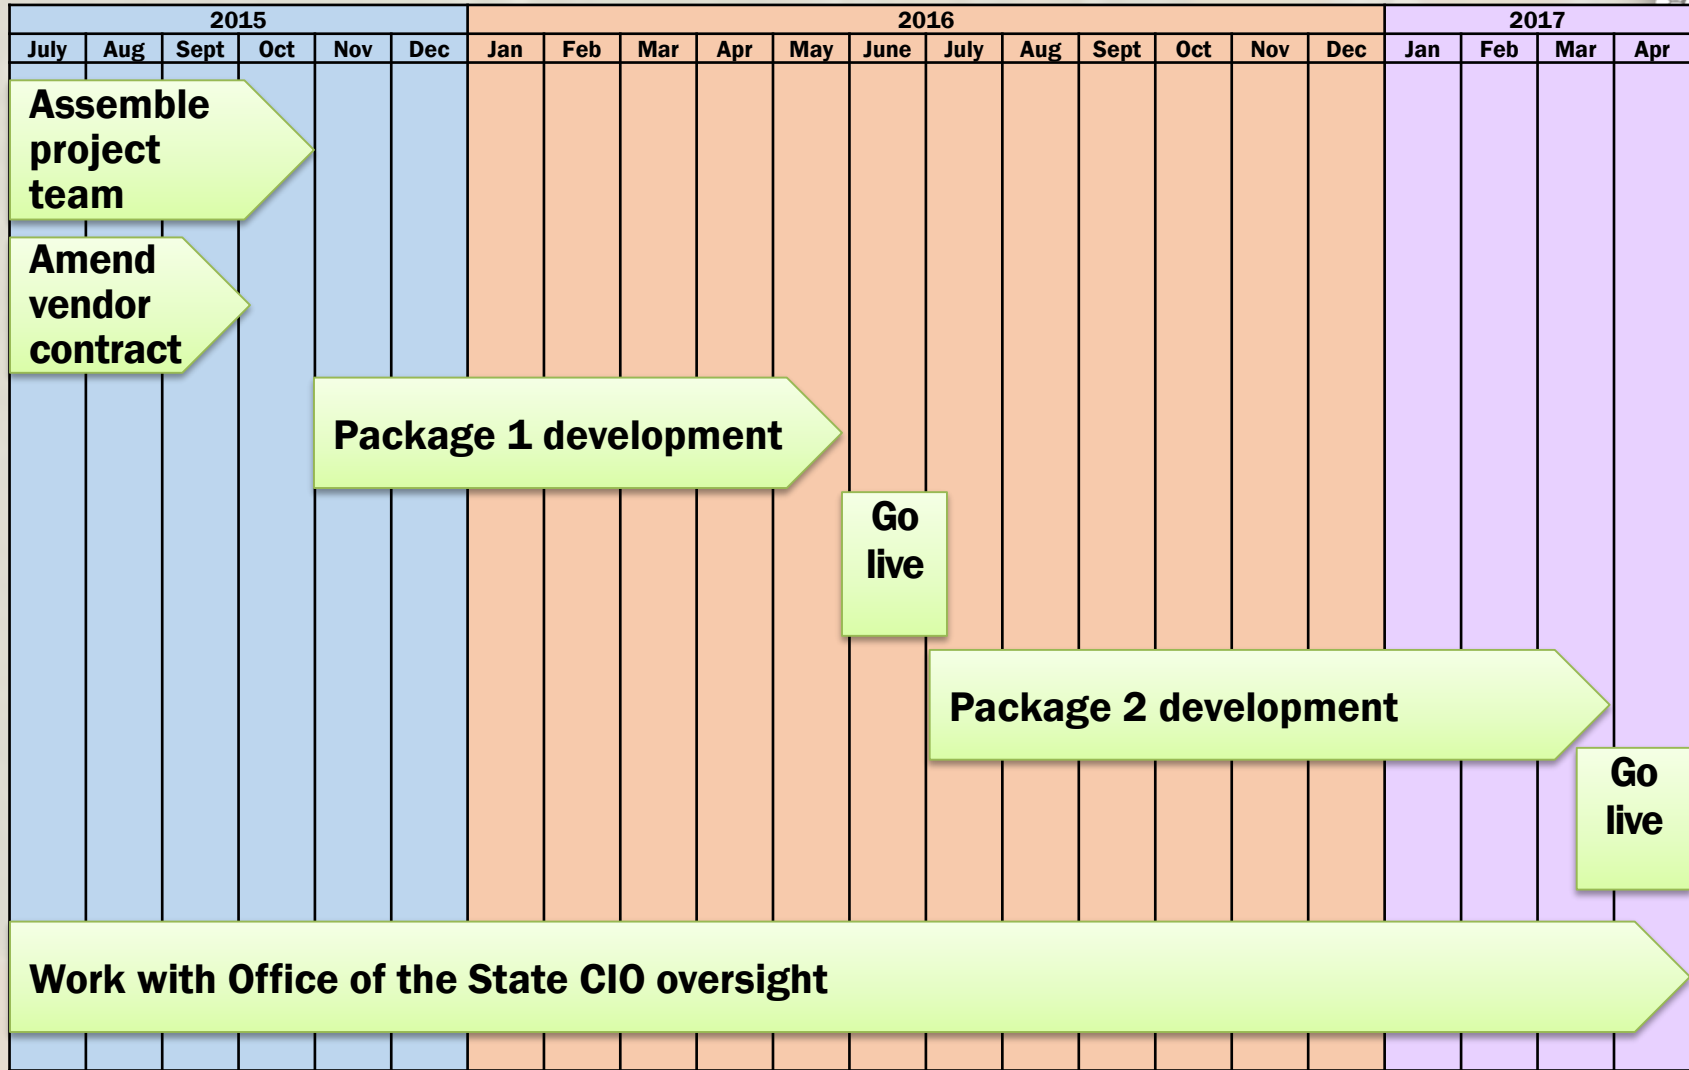 2015 2016 2017
July Aug Sept Oct Nov Dec Jan Feb Mar Apr May June July Aug Sept Oct Nov Dec Jan Feb Mar Apr
Assemble
project
team
Amend
vendor
contract
Package 1 development
Go
live
Package 2 development
Go
live
Work with Office of the State CIO oversight